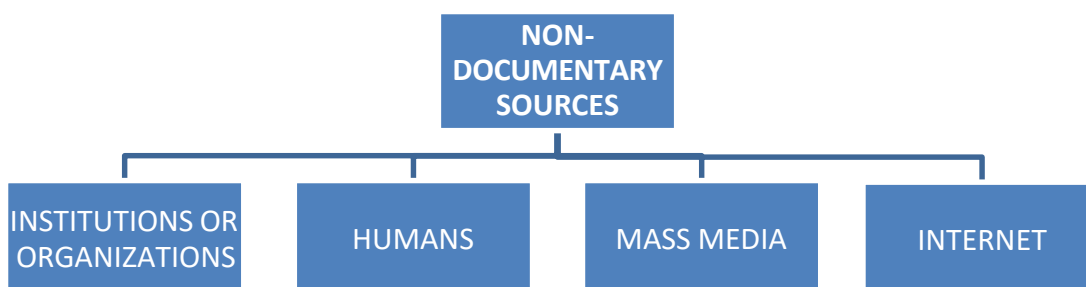 NON-
DOCUMENTARY
SOURCES
INSTITUTIONS OR
ORGANIZATIONS
HUMANS
MASS MEDIA
INTERNET